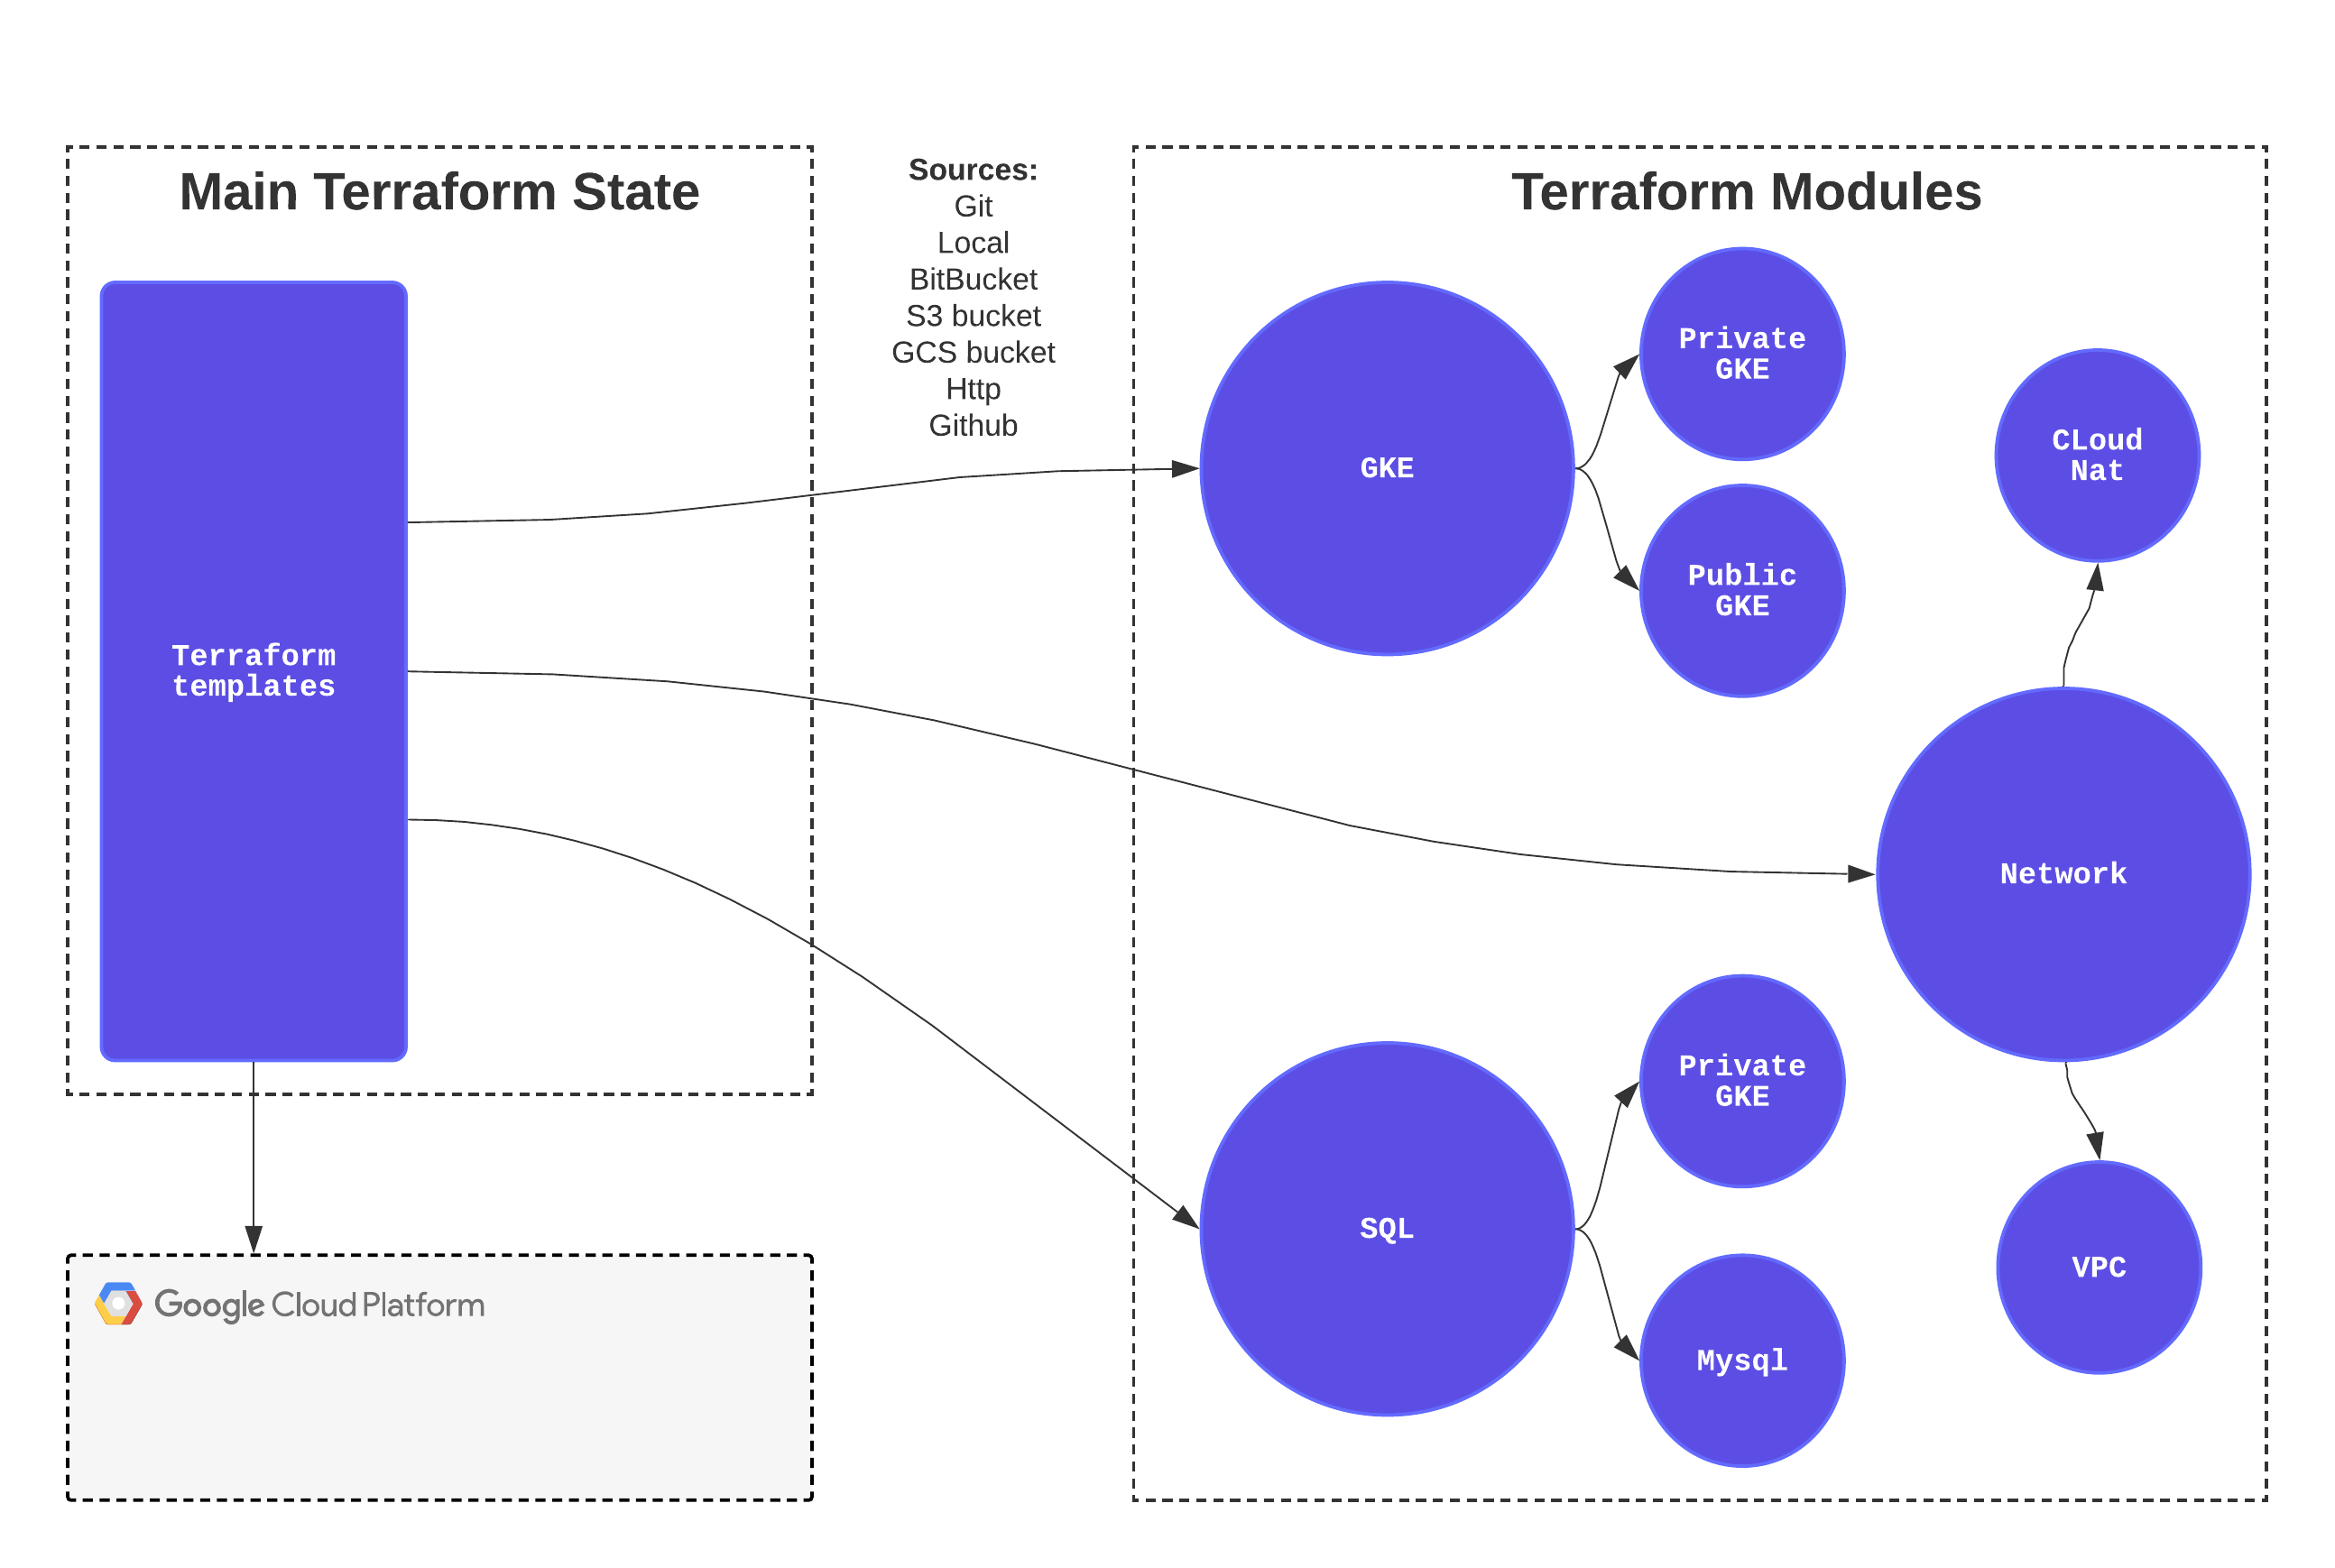 Main Terraform State
Terraform
templates
Sources:
Git
Local
BitBucket
S3 bucket
GCS bucket
Http
Github
Terraform Modules
GKE
Private
GKE
Public
GKE
CLoud
Nat
Network
VPC
SQL
Private
GKE
Mysql
Google Cloud Platform